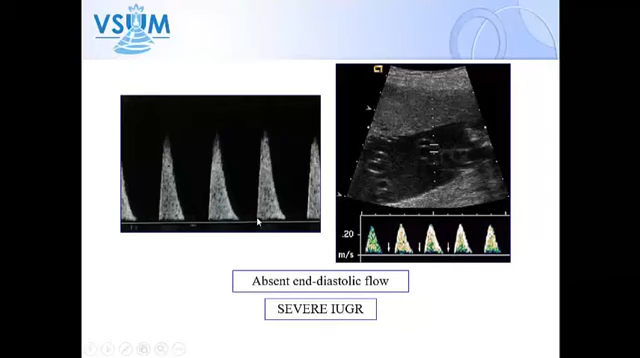 VSUM
.20
m/s
Absent end-diastolic flow
SEVERE IUGR